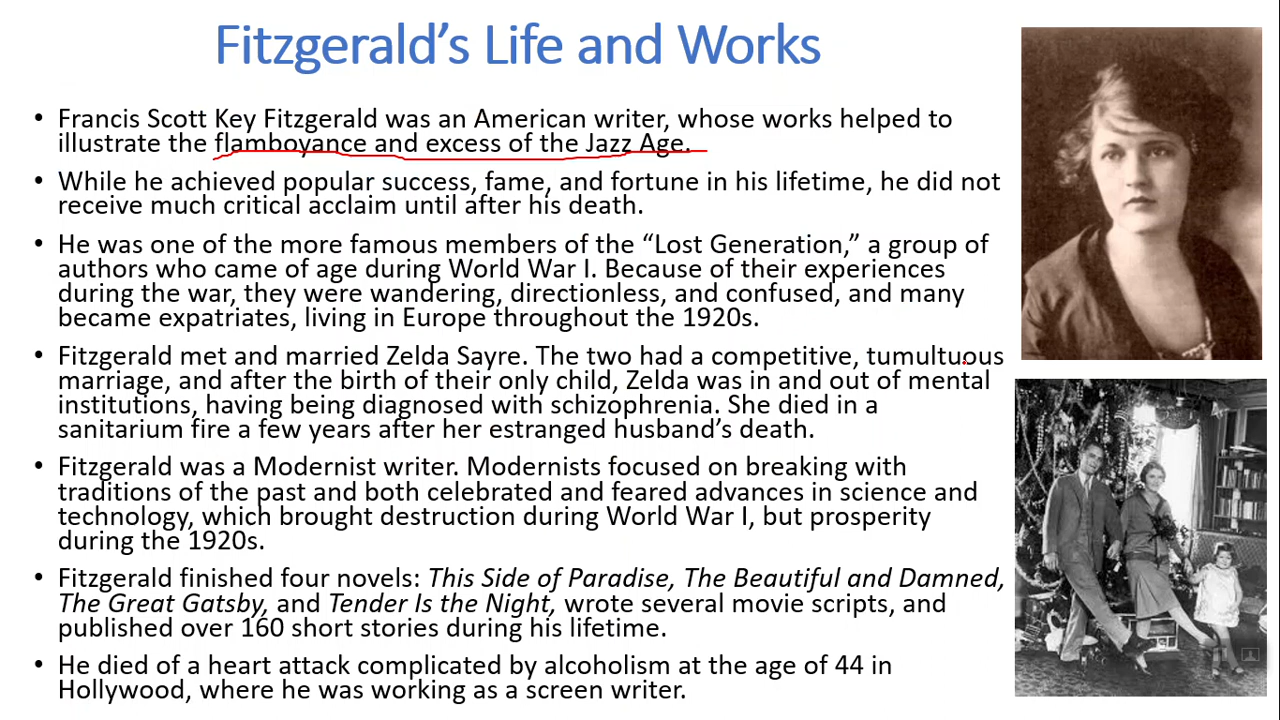 Fitzgerald’s Life and Works
• Francis Scott Key Fitzgerald was an American writer, whose works helped to
illustrate the flamboyance and excess of the Jazz Age.
• While he achieved popular success, fame, and fortune in his lifetime, he did not
receive much critical acclaim until after his death.
• He was one of the more famous members of the “Lost Generation,” a group of
authors who came of age during World War I. Because of their experiences
during the war, they were wandering, directionless, and confused, and many
became expatriates, living in Europe throughout the 1920s.
• Fitzgerald met and married Zelda Sayre. The two had a competitive, tumultuous
marriage, and after the birth of their only child, Zelda was in and out of mental
institutions, having being diagnosed with schizophrenia. She died in a
sanitarium fire a few years after her estranged husband’s death.
• Fitzgerald was a Modernist writer. Modernists focused on breaking with
traditions of the past and both celebrated and feared advances in science and
technology, which brought destruction during World War I, but prosperity
during the 1920s.
• Fitzgerald finished four novels: This Side of Paradise, The Beautiful and Damned,
The Great Gatsby, and Tender Is the Night, wrote several movie scripts, and
published over 160 short stories during his lifetime.
• He died of a heart attack complicated by alcoholism at the age of 44 in
Hollywood, where he was working as a screen writer.